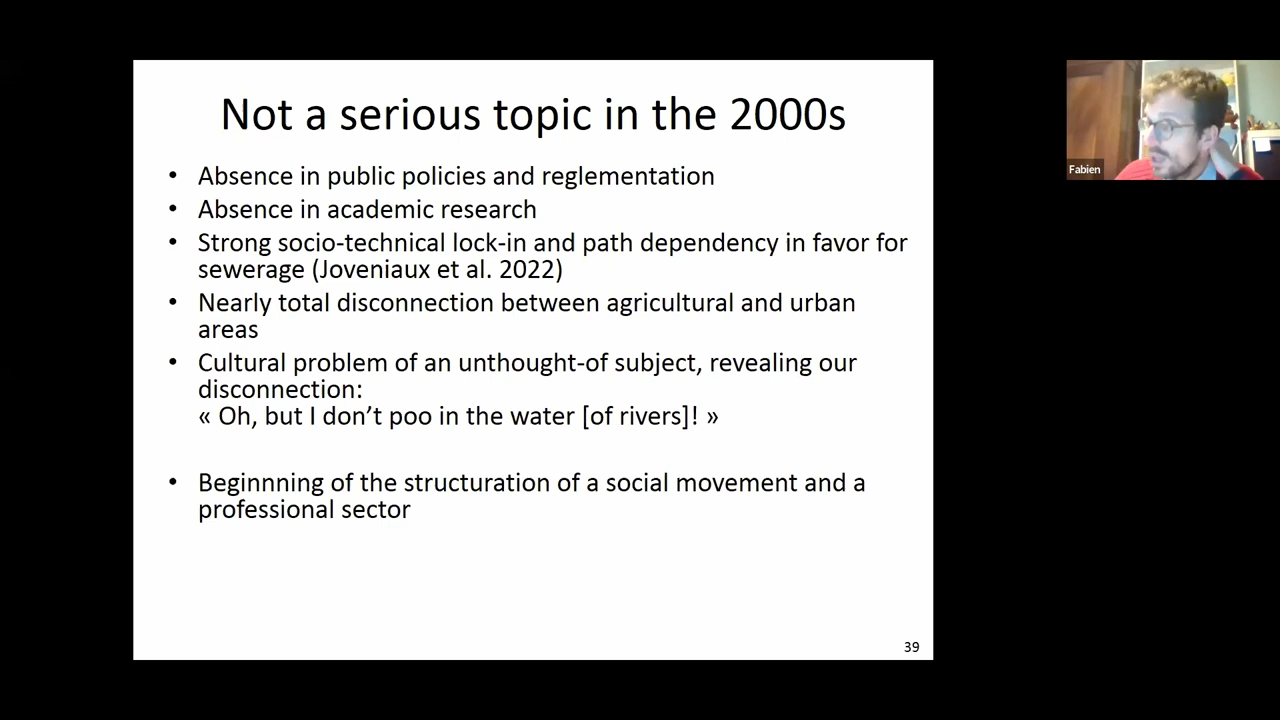 Not a serious topic in the 2000s
• Absence in public policies and reglementation
• Absence in academic research
• Strong socio-technical lock-in and path dependency in favor for
sewerage (Joveniaux et al. 2022)
• Nearly total disconnection between agricultural and urban
areas
• Cultural problem of an unthought-of subject, revealing our
disconnection:
« Oh, but I don’t poo in the water [of rivers]! »
• Beginnning of the structuration of a social movement and a
professional sector
39
Fabien